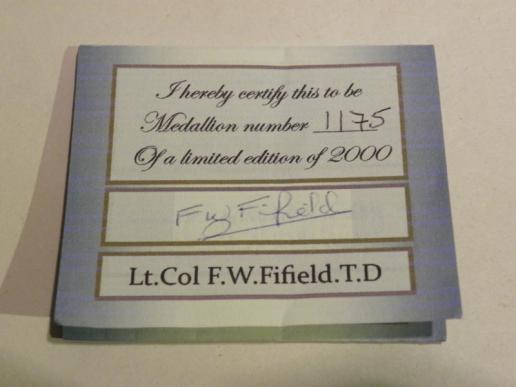 I hereby certify this to be
Medallion number 1175
Of a limited edition of 2000
F W Fifield
Lt.Col F.W.Fifield.T.D